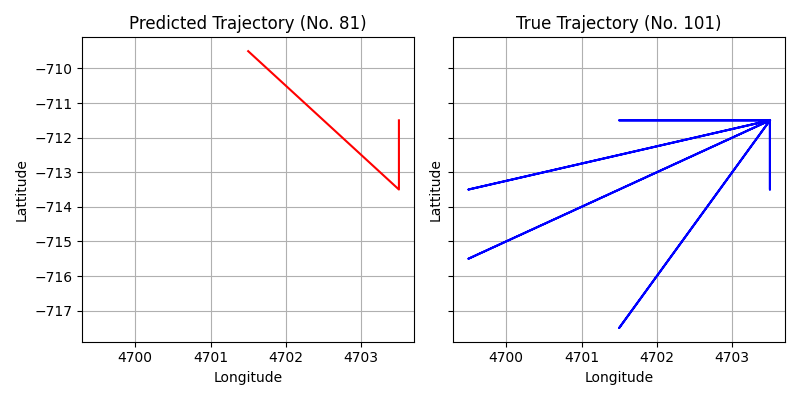 Predicted Trajectory (No. 81)
−710
−711
−712
−713
−714
−715
−716
−717
Lattitude
4700 4701 4702 4703
Longitude
True Trajectory (No. 101)
Lattitude
4700 4701 4702 4703
Longitude